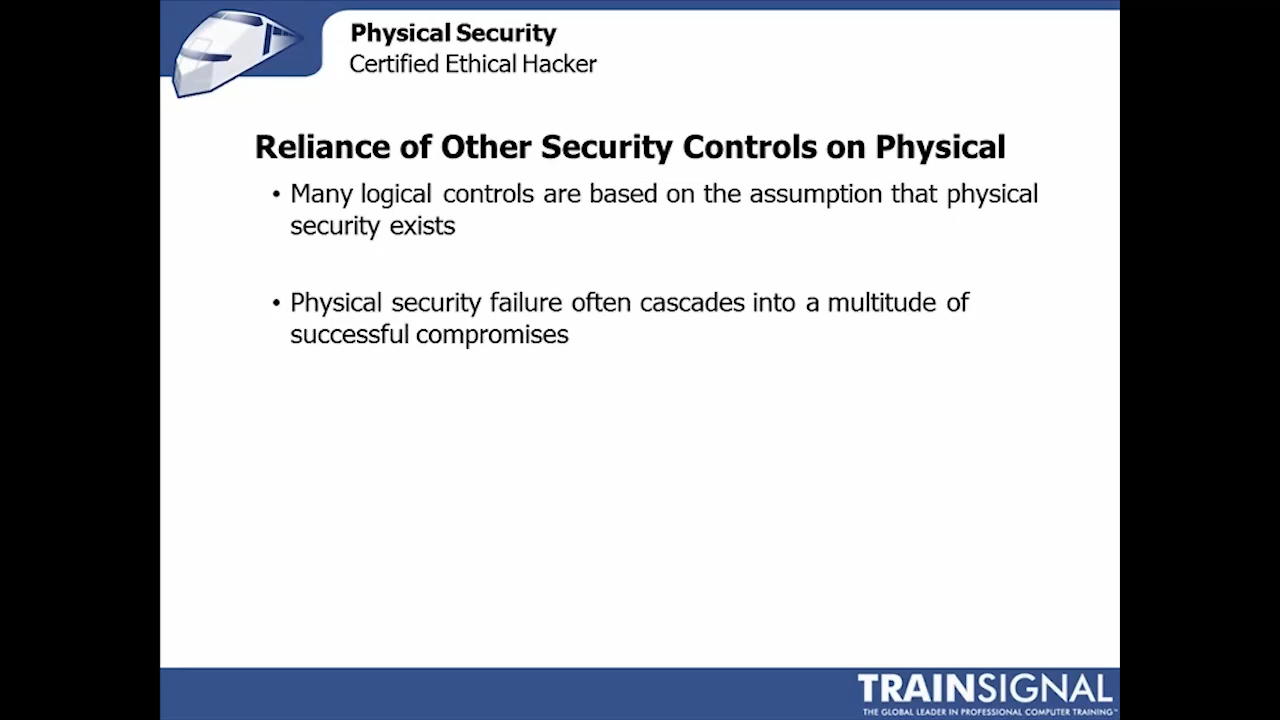 Physical Security
Certified Ethical Hacker
Reliance of Other Security Controls on Physical
• Many logical controls are based on the assumption that physical
security exists
• Physical security failure often cascades into a multitude of
successful compromises
TRAINSIGNAL
THE GLOBAL LEADER IN PROFESSIONAL COMPUTER TRAINING™